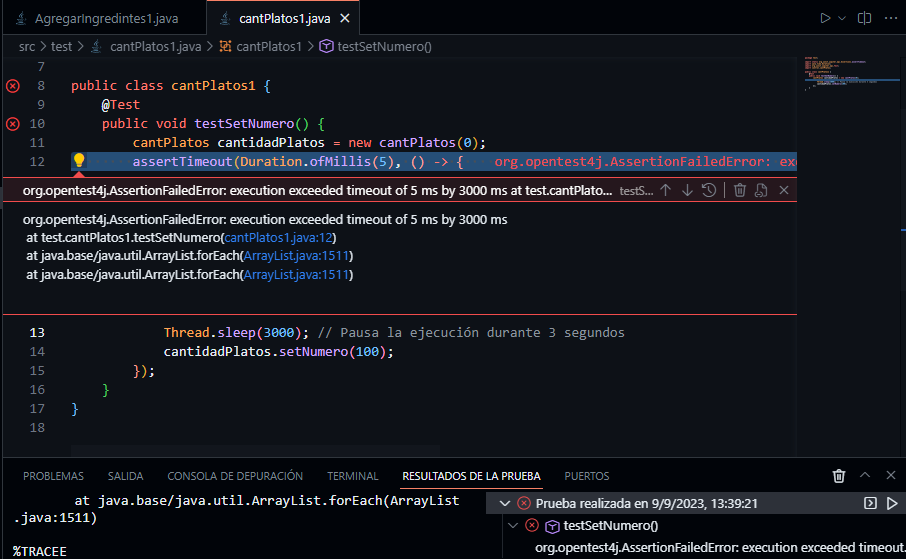 AgregarIngredintes1.java
cantPlatos1.java
src > test > cantPlatos1.java > cantPlatos1 > testSetNumero()
7
8 public class cantPlatos1 {
9 @Test
10 public void testSetNumero() {
11 cantPlatos cantidadPlatos = new cantPlatos(0);
12 assertTimeout(Duration.ofMillis(5), () -> { org.opentest4j.AssertionFailedError: exe
org.opentest4j.AssertionFailedError: execution exceeded timeout of 5 ms by 3000 ms at test.cantPlato... testS...
org.opentest4j.AssertionFailedError: execution exceeded timeout of 5 ms by 3000 ms
at test.cantPlatos1.testSetNumero(cantPlatos1.java:12)
at java.base/java.util.ArrayList.forEach(ArrayList.java:1511)
at java.base/java.util.ArrayList.forEach(ArrayList.java:1511)
13 Thread.sleep(3000); // Pausa la ejecución durante 3 segundos
14 cantidadPlatos.setNumero(100);
15 });
16 }
17 }
18
PROBLEMAS SALIDA CONSOLA DE DEPURACIÓN TERMINAL RESULTADOS DE LA PRUEBA PUERTOS
at java.base/java.util.ArrayList.forEach(ArrayList
.java:1511)
%TRACEE
Prueba realizada en 9/9/2023, 13:39:21
testSetNumero()
org.opentest4j.AssertionFailedError: execution exceeded timeout